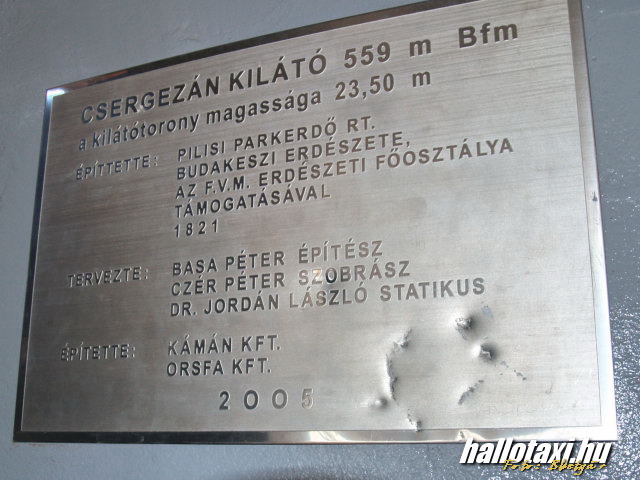 CSERGEZÁN KILÁTÓ 559 m Bfm
a kilátótorony magassága 23,50 m
ÉPÍTTETTE: PILISI PARKERDŐ RT.
BUDAKESZI ERDÉSZETE,
AZ F.V.M. ERDÉSZETI FŐOSZTÁLYA
TÁMOGATÁSÁVAL
1821
TERVEZTE: BASA PÉTER ÉPÍTÉSZ
CZÉR PÉTER SZOBRÁSZ
DR. JORDÁN LÁSZLÓ STATIKUS
ÉPÍTETTE: KÁMÁN KFT.
ORSFA KFT.
2005
hallotaxi.hu
Foto: